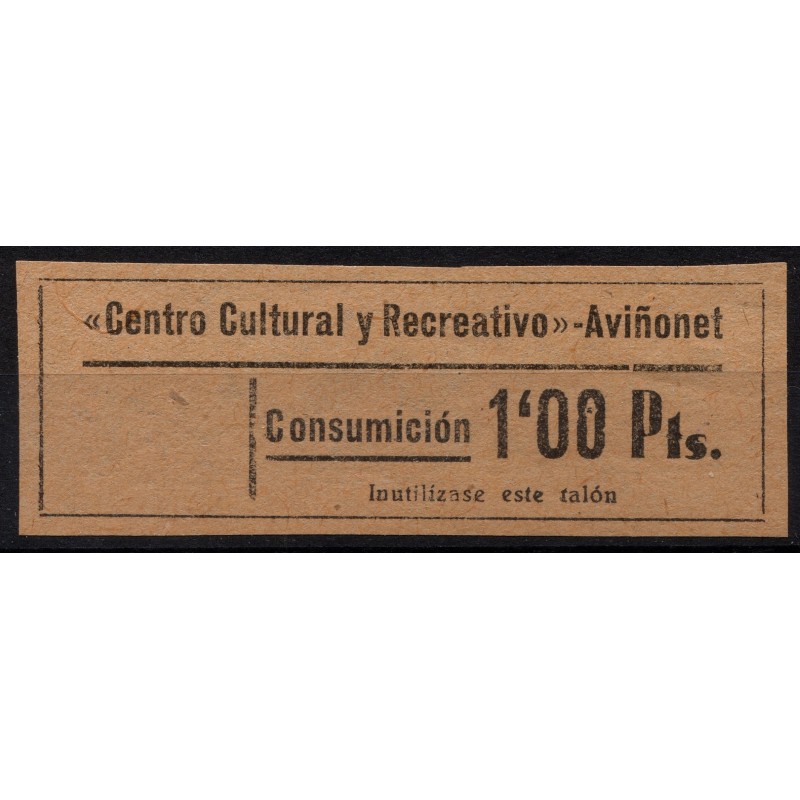 «Centro Cultural y Recreativo»-Aviñonet
Consumición 1'00 Pts.
Inutilízase este talón